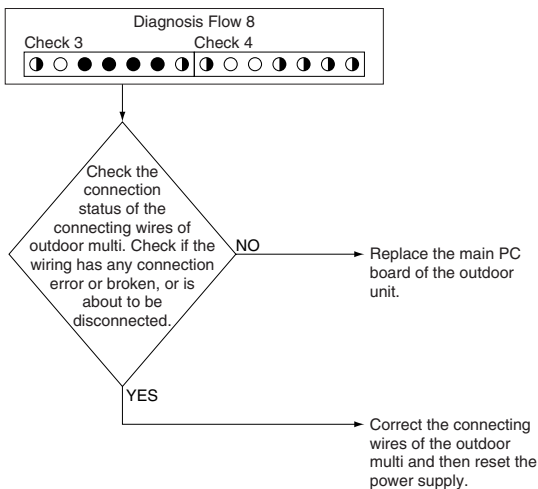 Diagnosis Flow 8
Check 3
Check 4
Check the
connection
status of the
connecting wires of
outdoor multi. Check if the
wiring has any connection
error or broken, or is
about to be
disconnected.
NO
Replace the main PC
board of the outdoor
unit.
YES
Correct the connecting
wires of the outdoor
multi and then reset the
power supply.